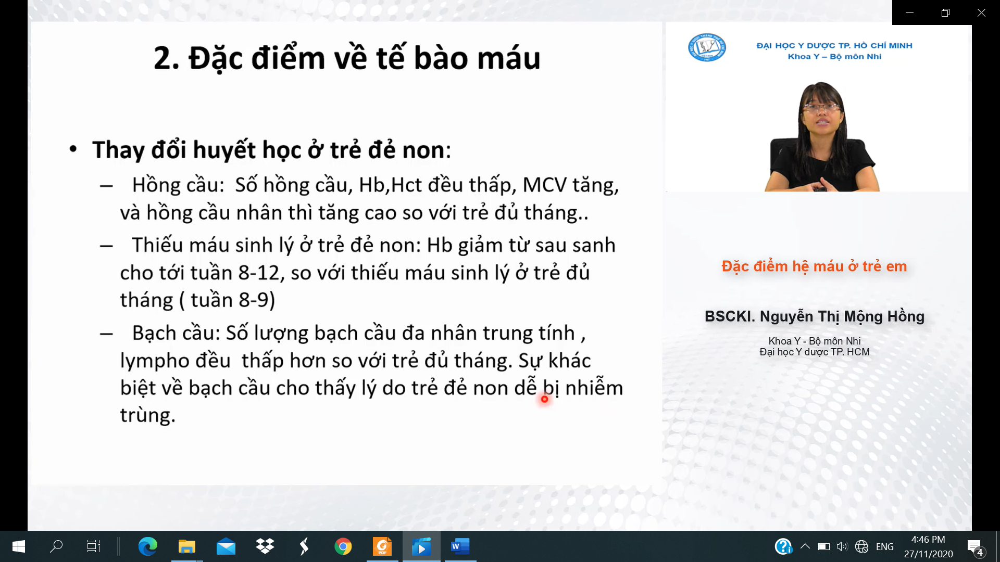 2. Đặc điểm về tế bào máu
• Thay đổi huyết học ở trẻ đẻ non:
– Hồng cầu: Số hồng cầu, Hb,Hct đều thấp, MCV tăng,
và hồng cầu nhân thì tăng cao so với trẻ đủ tháng..
– Thiếu máu sinh lý ở trẻ đẻ non: Hb giảm từ sau sanh
cho tới tuần 8-12, so với thiếu máu sinh lý ở trẻ đủ
tháng ( tuần 8-9)
– Bạch cầu: Số lượng bạch cầu đa nhân trung tính ,
lympho đều thấp hơn so với trẻ đủ tháng. Sự khác
biệt về bạch cầu cho thấy lý do trẻ đẻ non dễ bị nhiễm
trùng.
ĐẠI HỌC Y DƯỢC TP. HỒ CHÍ MINH
Khoa Y – Bộ môn Nhi
Đặc điểm hệ máu ở trẻ em
BSCKI. Nguyễn Thị Mộng Hồng
Khoa Y - Bộ môn Nhi
Đại học Y dược TP. HCM
PDF
W
ENG
4:46 PM
27/11/2020
4